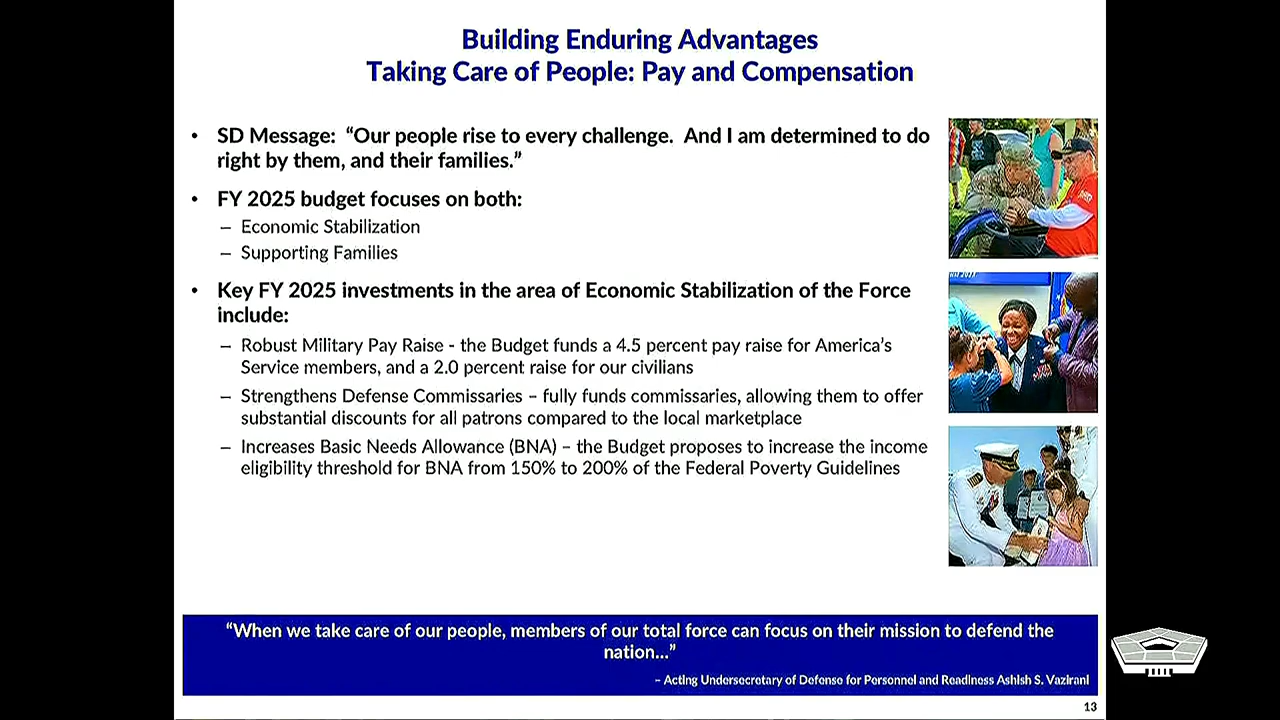 Building Enduring Advantages
Taking Care of People: Pay and Compensation
• SD Message: “Our people rise to every challenge. And I am determined to do
right by them, and their families.”
• FY 2025 budget focuses on both:
– Economic Stabilization
– Supporting Families
• Key FY 2025 investments in the area of Economic Stabilization of the Force
include:
– Robust Military Pay Raise - the Budget funds a 4.5 percent pay raise for America’s
Service members, and a 2.0 percent raise for our civilians
– Strengthens Defense Commissaries – fully funds commissaries, allowing them to offer
substantial discounts for all patrons compared to the local marketplace
– Increases Basic Needs Allowance (BNA) – the Budget proposes to increase the income
eligibility threshold for BNA from 150% to 200% of the Federal Poverty Guidelines
“When we take care of our people, members of our total force can focus on their mission to defend the
nation...”
– Acting Undersecretary of Defense for Personnel and Readiness Ashish S. Vazirani
13